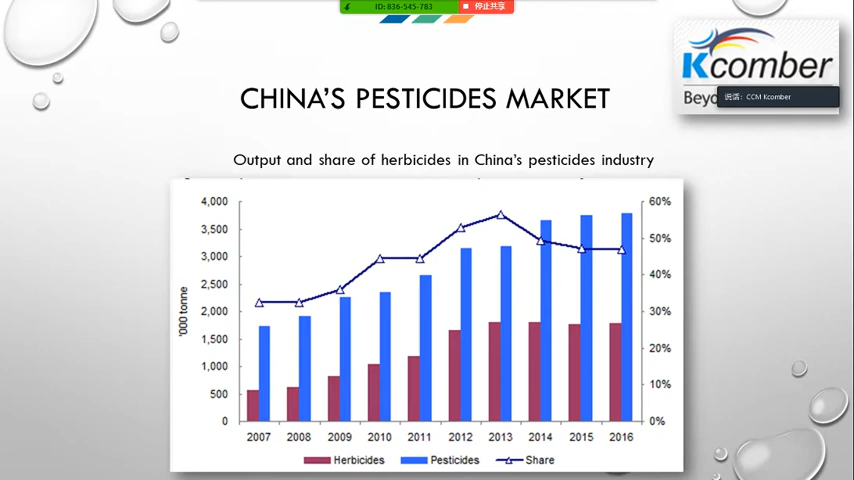 ID: 836-545-783
停止共享
Kcomber
Beyo
说话: CCM Kcomber
CHINA'S PESTICIDES MARKET
Output and share of herbicides in China's pesticides industry
4,000
3,500
3,000
2,500
2,000
1,500
1,000
500
0
'000 tonne
60%
50%
40%
30%
20%
10%
0%
2007 2008 2009 2010 2011 2012 2013 2014 2015 2016
Herbicides Pesticides Share